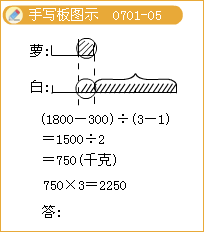 手写板图示 0701-05
萝:
白:
(1800－300)÷(3－1)
＝1500÷2
＝750(千克)
750×3＝2250
答: